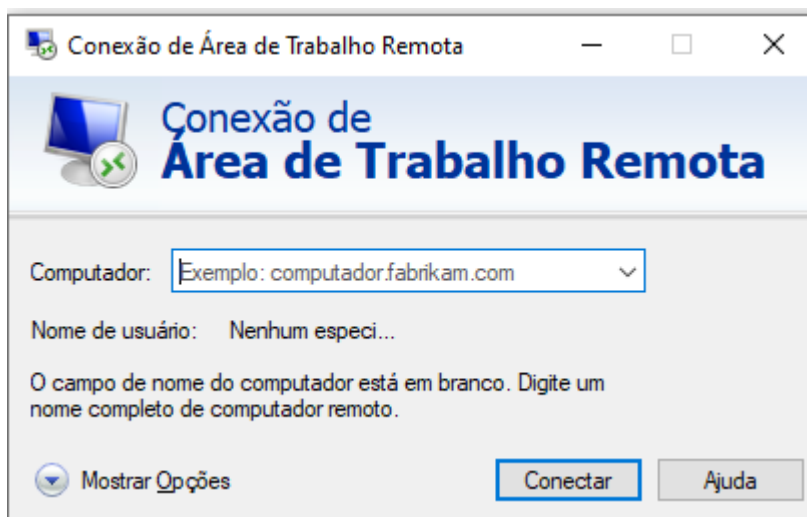 Conexão de Área de Trabalho Remota
Conexão de
Área de Trabalho Remota
Computador: Exemplo: computador.fabrikam.com
Nome de usuário: Nenhum especi...
O campo de nome do computador está em branco. Digite um
nome completo de computador remoto.
Mostrar Opções Conectar Ajuda